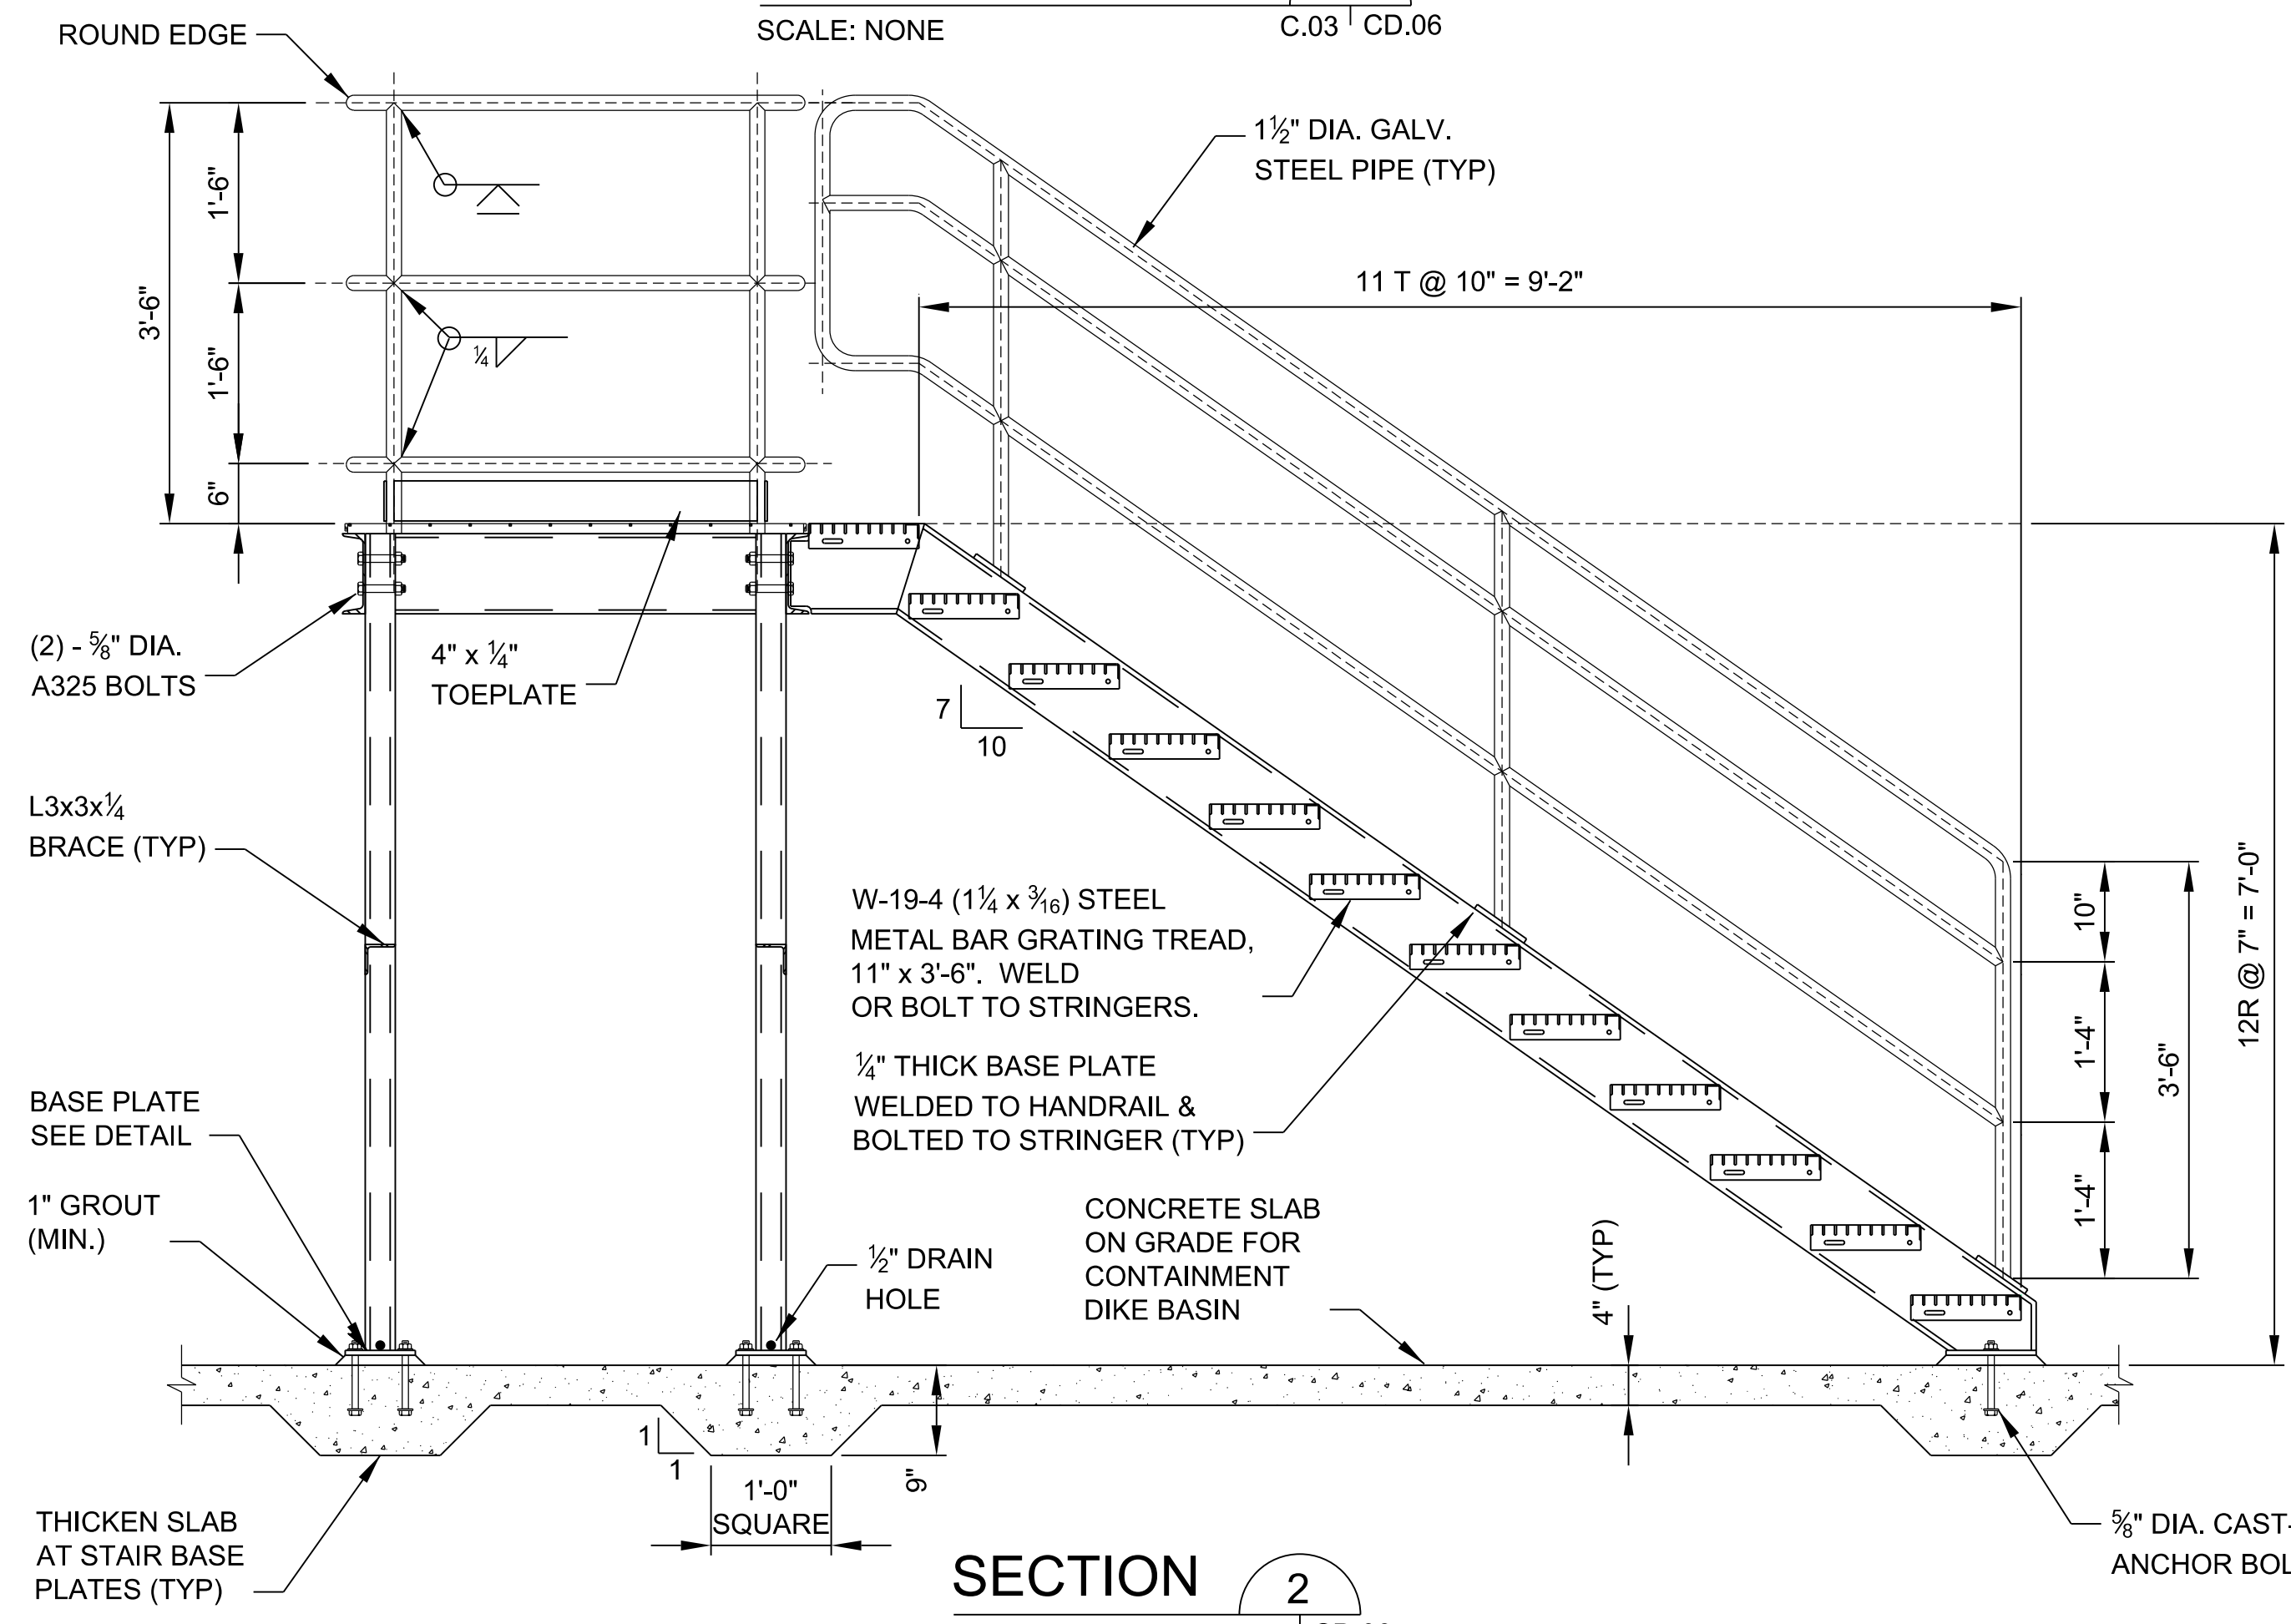 SCALE: NONE
C.03 CD.06
ROUND EDGE
1½" DIA. GALV.
STEEL PIPE (TYP)
11 T @ 10" = 9'-2"
3'-6"
1'-6"
1'-6"
6"
¼
(2) - ⅝" DIA.
A325 BOLTS
4" x ¼"
TOEPLATE
7
10
L3x3x¼
BRACE (TYP)
W-19-4 (1¼ x 3⁄16) STEEL
METAL BAR GRATING TREAD,
11" x 3'-6". WELD
OR BOLT TO STRINGERS.
¼" THICK BASE PLATE
WELDED TO HANDRAIL &
BOLTED TO STRINGER (TYP)
10"
1'-4"
1'-4"
3'-6"
12R @ 7" = 7'-0"
BASE PLATE
SEE DETAIL
1" GROUT
(MIN.)
½" DRAIN
HOLE
CONCRETE SLAB
ON GRADE FOR
CONTAINMENT
DIKE BASIN
4" (TYP)
1
1
1'-0"
SQUARE
9"
THICKEN SLAB
AT STAIR BASE
PLATES (TYP)
⅝" DIA. CAST-
ANCHOR BOL
SECTION 2